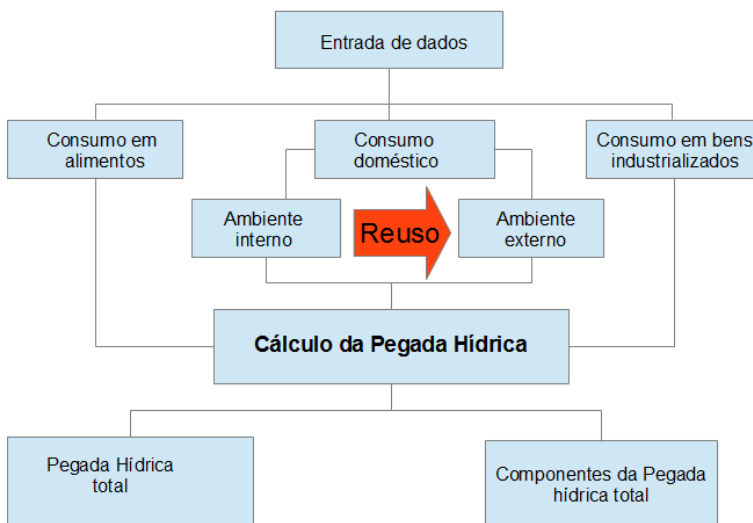 Entrada de dados
Consumo em
alimentos
Consumo
doméstico
Consumo em bens
industrializados
Ambiente
interno
Reuso
Ambiente
externo
Cálculo da Pegada Hídrica
Pegada Hídrica
total
Componentes da Pegada
hídrica total